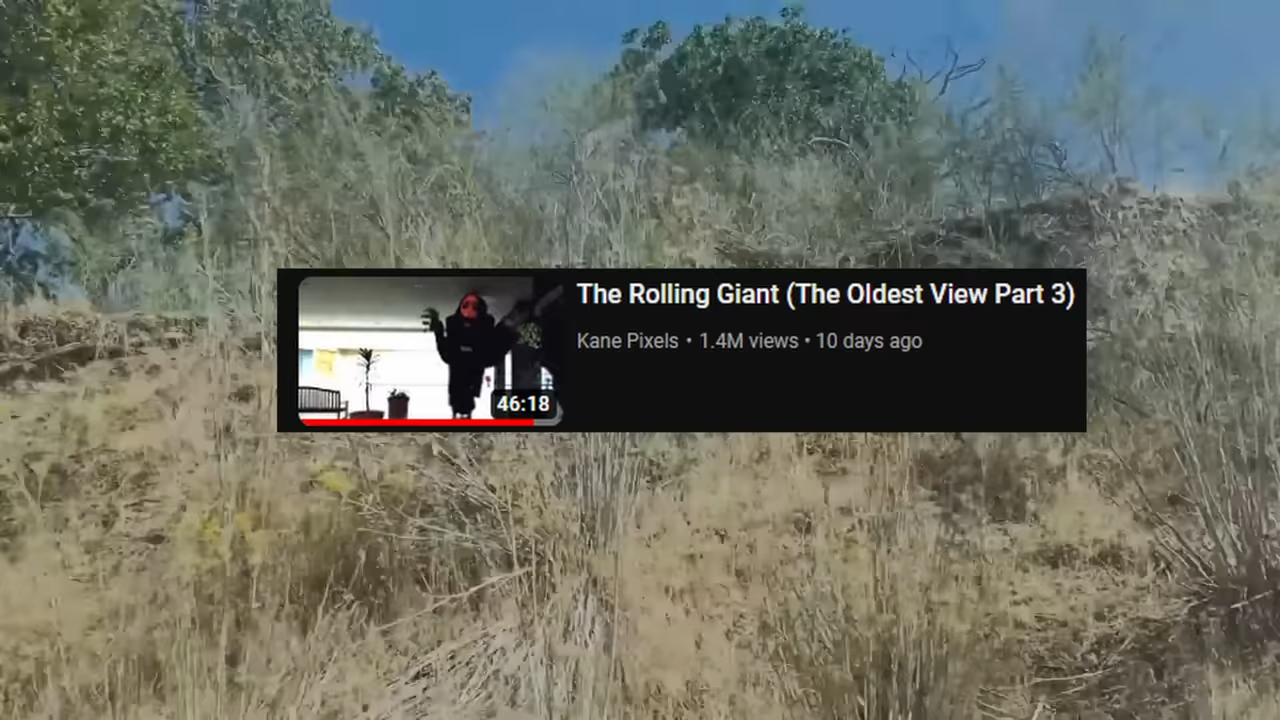 The Rolling Giant (The Oldest View Part 3)
Kane Pixels • 1.4M views • 10 days ago
46:18